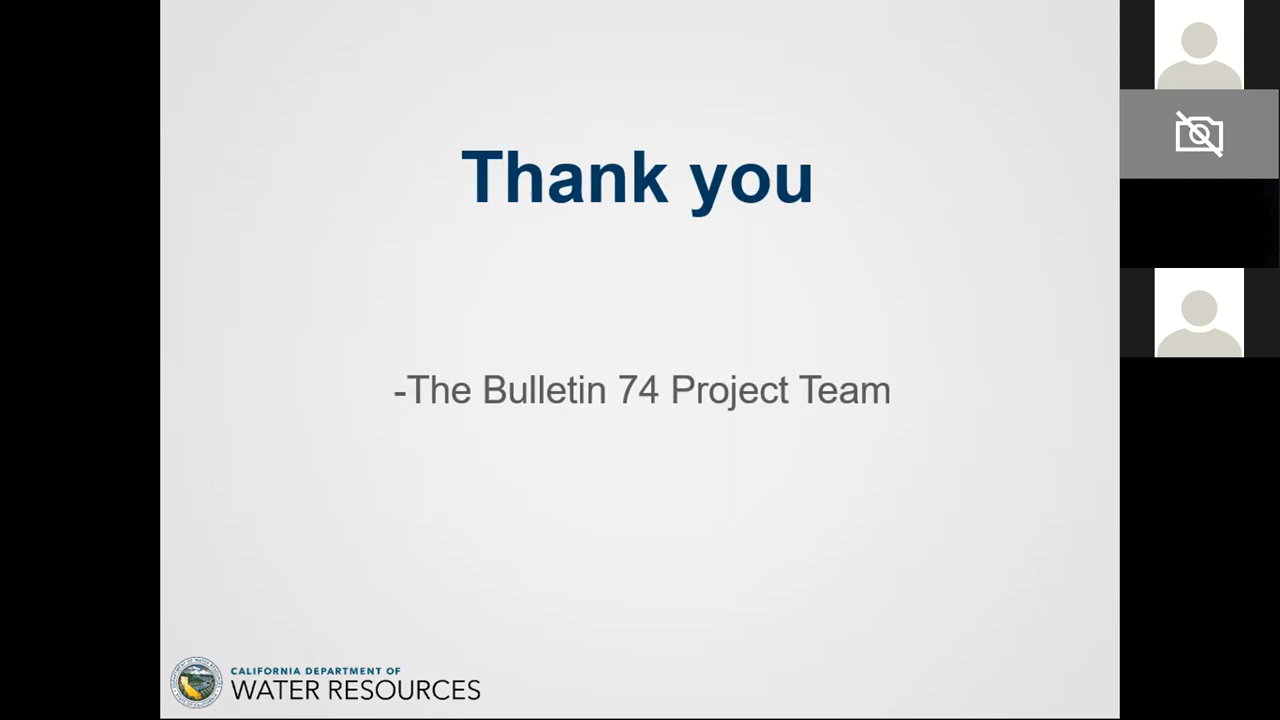 Thank you
-The Bulletin 74 Project Team
CALIFORNIA DEPARTMENT OF
WATER RESOURCES